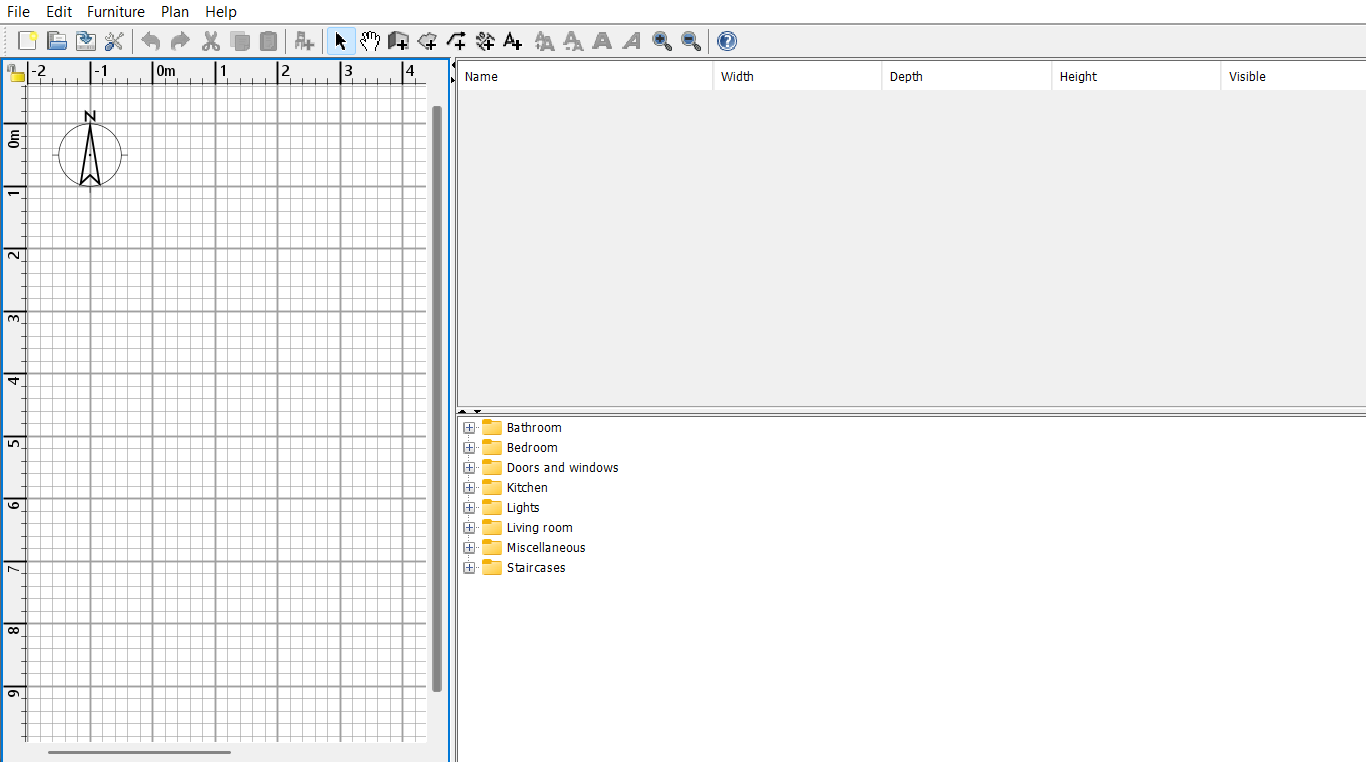 File Edit Furniture Plan Help
-2 -1 0m 1 2 3 4
Name Width Depth Height Visible
N
0m
1
2
3
4
5
6
7
8
9
Bathroom
Bedroom
Doors and windows
Kitchen
Lights
Living room
Miscellaneous
Staircases